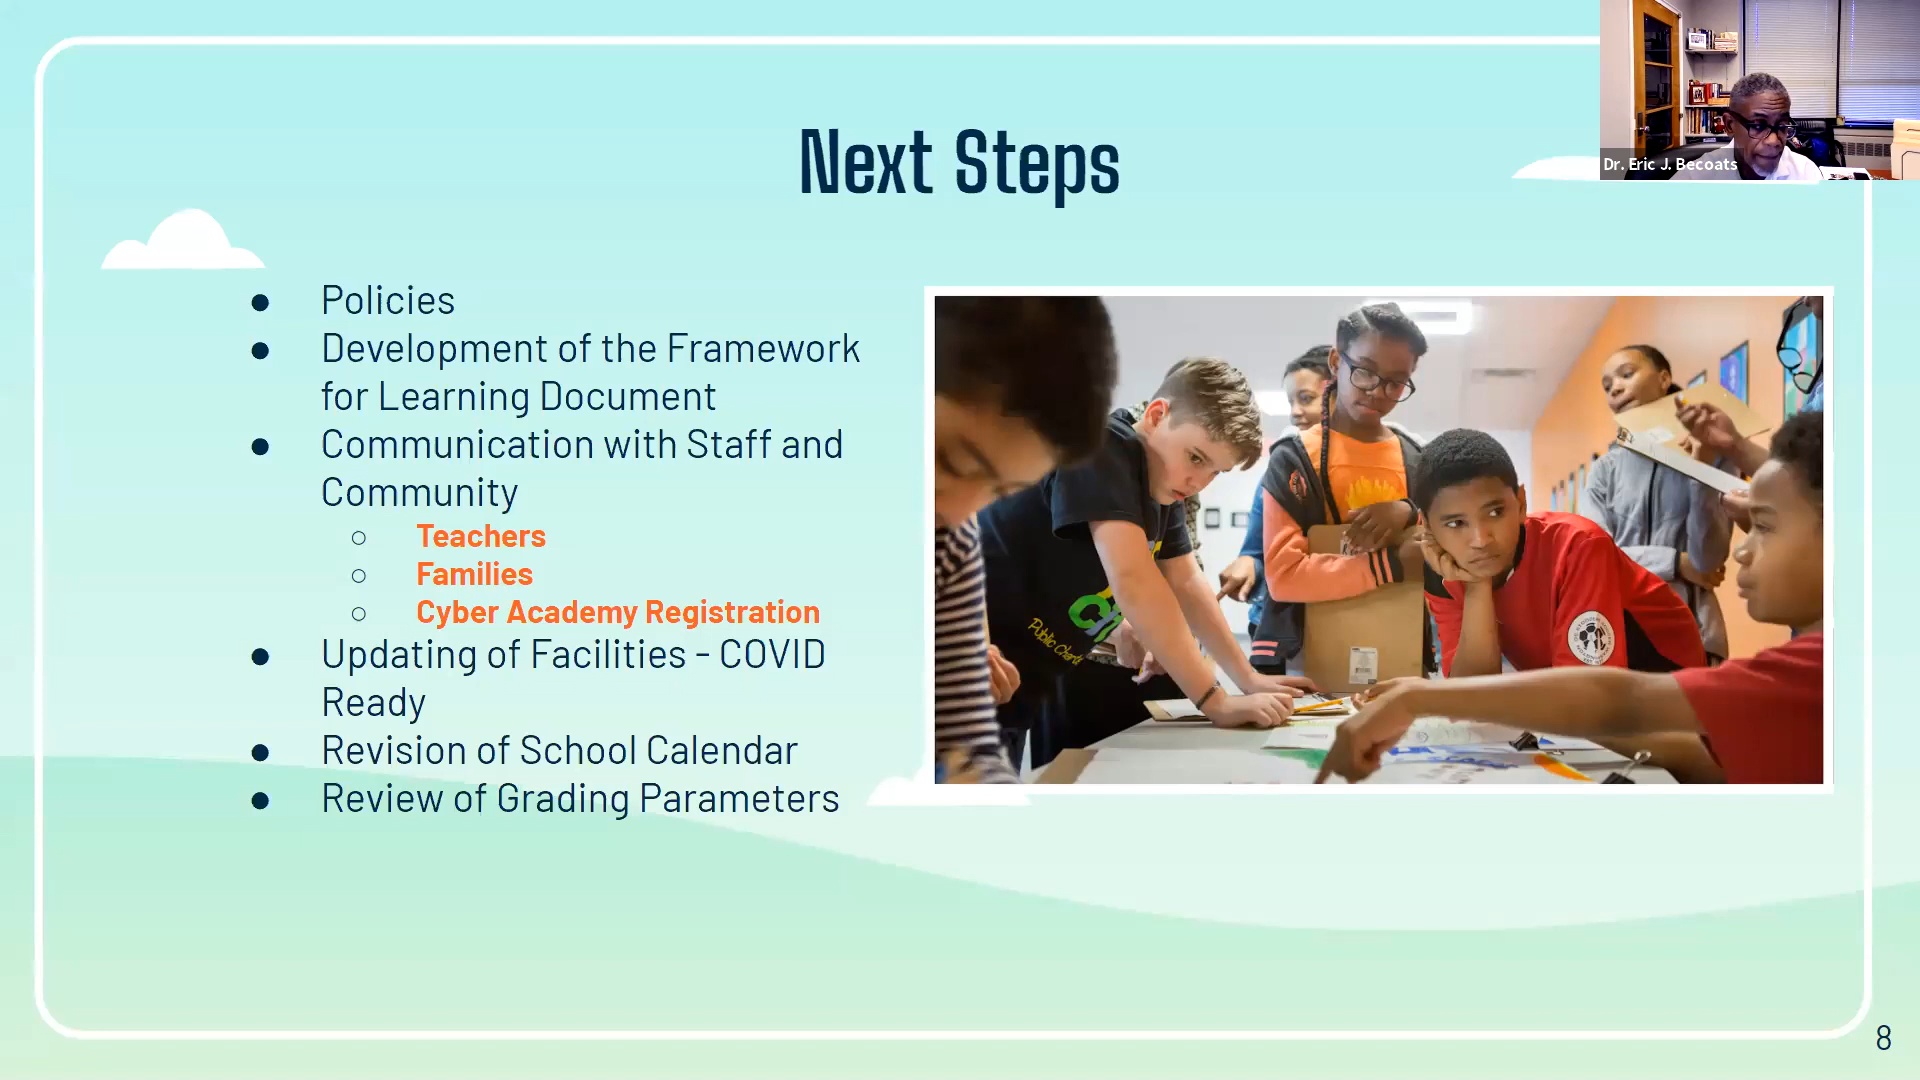 Next Steps
Dr. Eric J. Becoats
● Policies
● Development of the Framework
for Learning Document
● Communication with Staff and
Community
○ Teachers
○ Families
○ Cyber Academy Registration
● Updating of Facilities - COVID
Ready
● Revision of School Calendar
● Review of Grading Parameters
Public
8